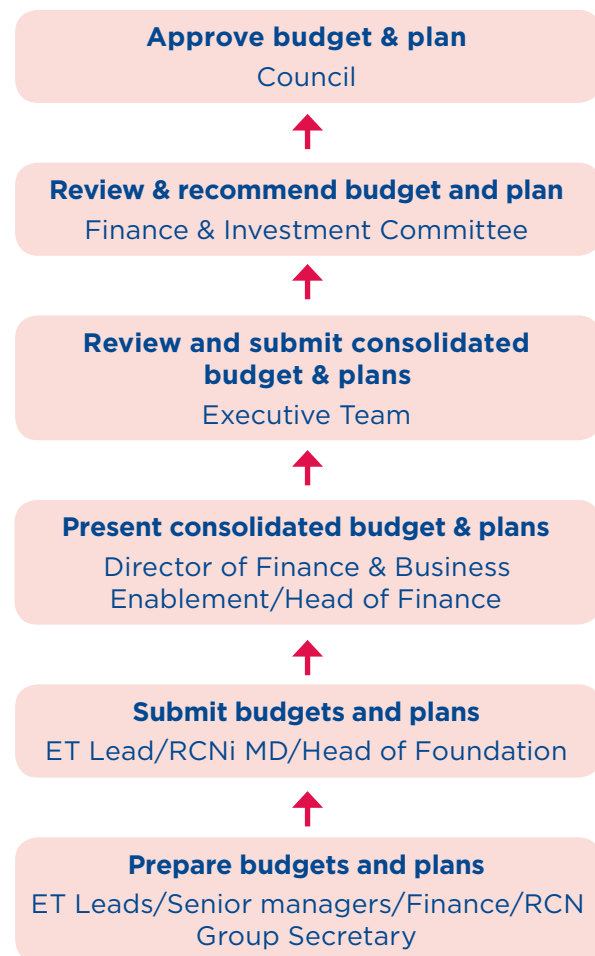 Approve budget & plan
Council
Review & recommend budget and plan
Finance & Investment Committee
Review and submit consolidated
budget & plans
Executive Team
Present consolidated budget & plans
Director of Finance & Business
Enablement/Head of Finance
Submit budgets and plans
ET Lead/RCNi MD/Head of Foundation
Prepare budgets and plans
ET Leads/Senior managers/Finance/RCN
Group Secretary